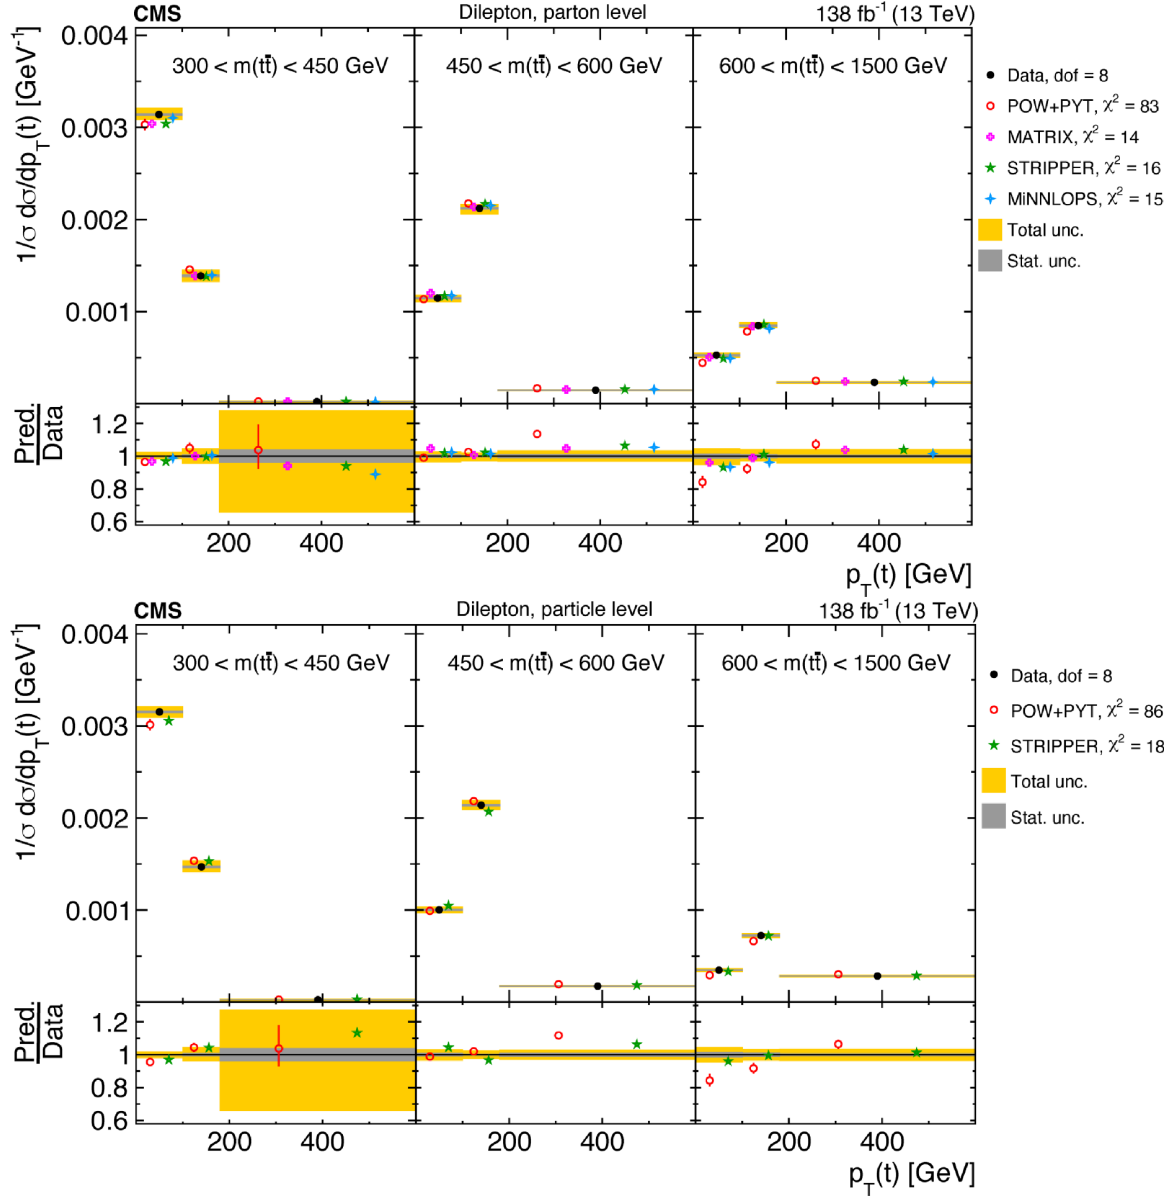 CMS Dilepton, parton level 138 fb⁻¹ (13 TeV)
1/σ dσ/dp_T(t) [GeV⁻¹]
300 < m(tt̄) < 450 GeV 450 < m(tt̄) < 600 GeV 600 < m(tt̄) < 1500 GeV
0.004
0.003
0.002
0.001
Data, dof = 8
POW+PYT, χ² = 83
MATRIX, χ² = 14
STRIPPER, χ² = 16
MiNNLOPS, χ² = 15
Total unc.
Stat. unc.
Pred.
Data
1.2
1
0.8
0.6
200 400 200 400 200 400
p_T(t) [GeV]
CMS Dilepton, particle level 138 fb⁻¹ (13 TeV)
1/σ dσ/dp_T(t) [GeV⁻¹]
300 < m(tt̄) < 450 GeV 450 < m(tt̄) < 600 GeV 600 < m(tt̄) < 1500 GeV
0.004
0.003
0.002
0.001
Data, dof = 8
POW+PYT, χ² = 86
STRIPPER, χ² = 18
Total unc.
Stat. unc.
Pred.
Data
1.2
1
0.8
0.6
200 400 200 400 200 400
p_T(t) [GeV]